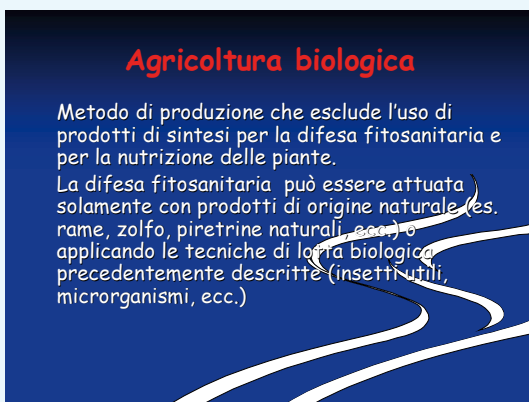 Agricoltura biologica
Metodo di produzione che esclude l'uso di
prodotti di sintesi per la difesa fitosanitaria e
per la nutrizione delle piante.
La difesa fitosanitaria può essere attuata
solamente con prodotti di origine naturale (es.
rame, zolfo, piretrine naturali, ecc.) o
applicando le tecniche di lotta biologica
precedentemente descritte (insetti utili,
microrganismi, ecc.)